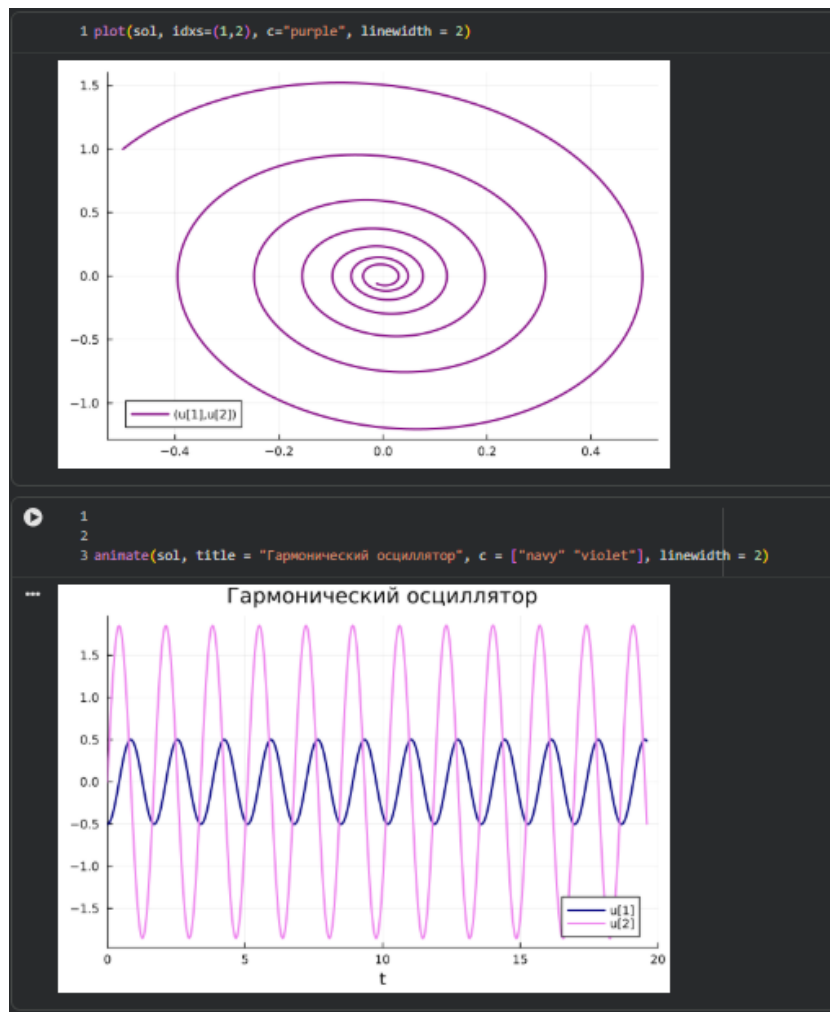 1 plot(sol, idxs=(1,2), c="purple", linewidth = 2)
1.5
1.0
0.5
0.0
−0.5
−1.0
(u[1],u[2])
−0.4 −0.2 0.0 0.2 0.4
1
2
3 animate(sol, title = "Гармонический осциллятор", c = ["navy" "violet"], linewidth = 2)
Гармонический осциллятор
1.5
1.0
0.5
0.0
−0.5
−1.0
−1.5
u[1]
u[2]
0 5 10 15 20
t